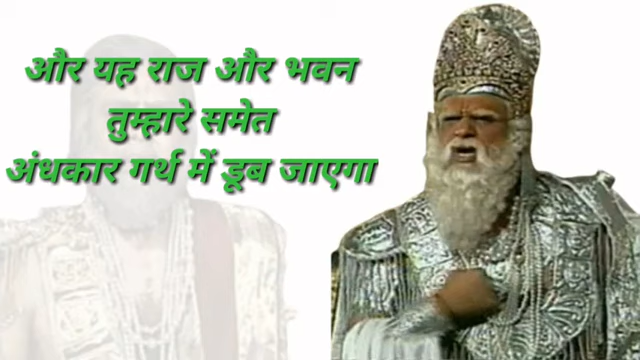 और यह राज और भवन
तुम्हारे समेत
अंधकार गर्थ में डूब जाएगा